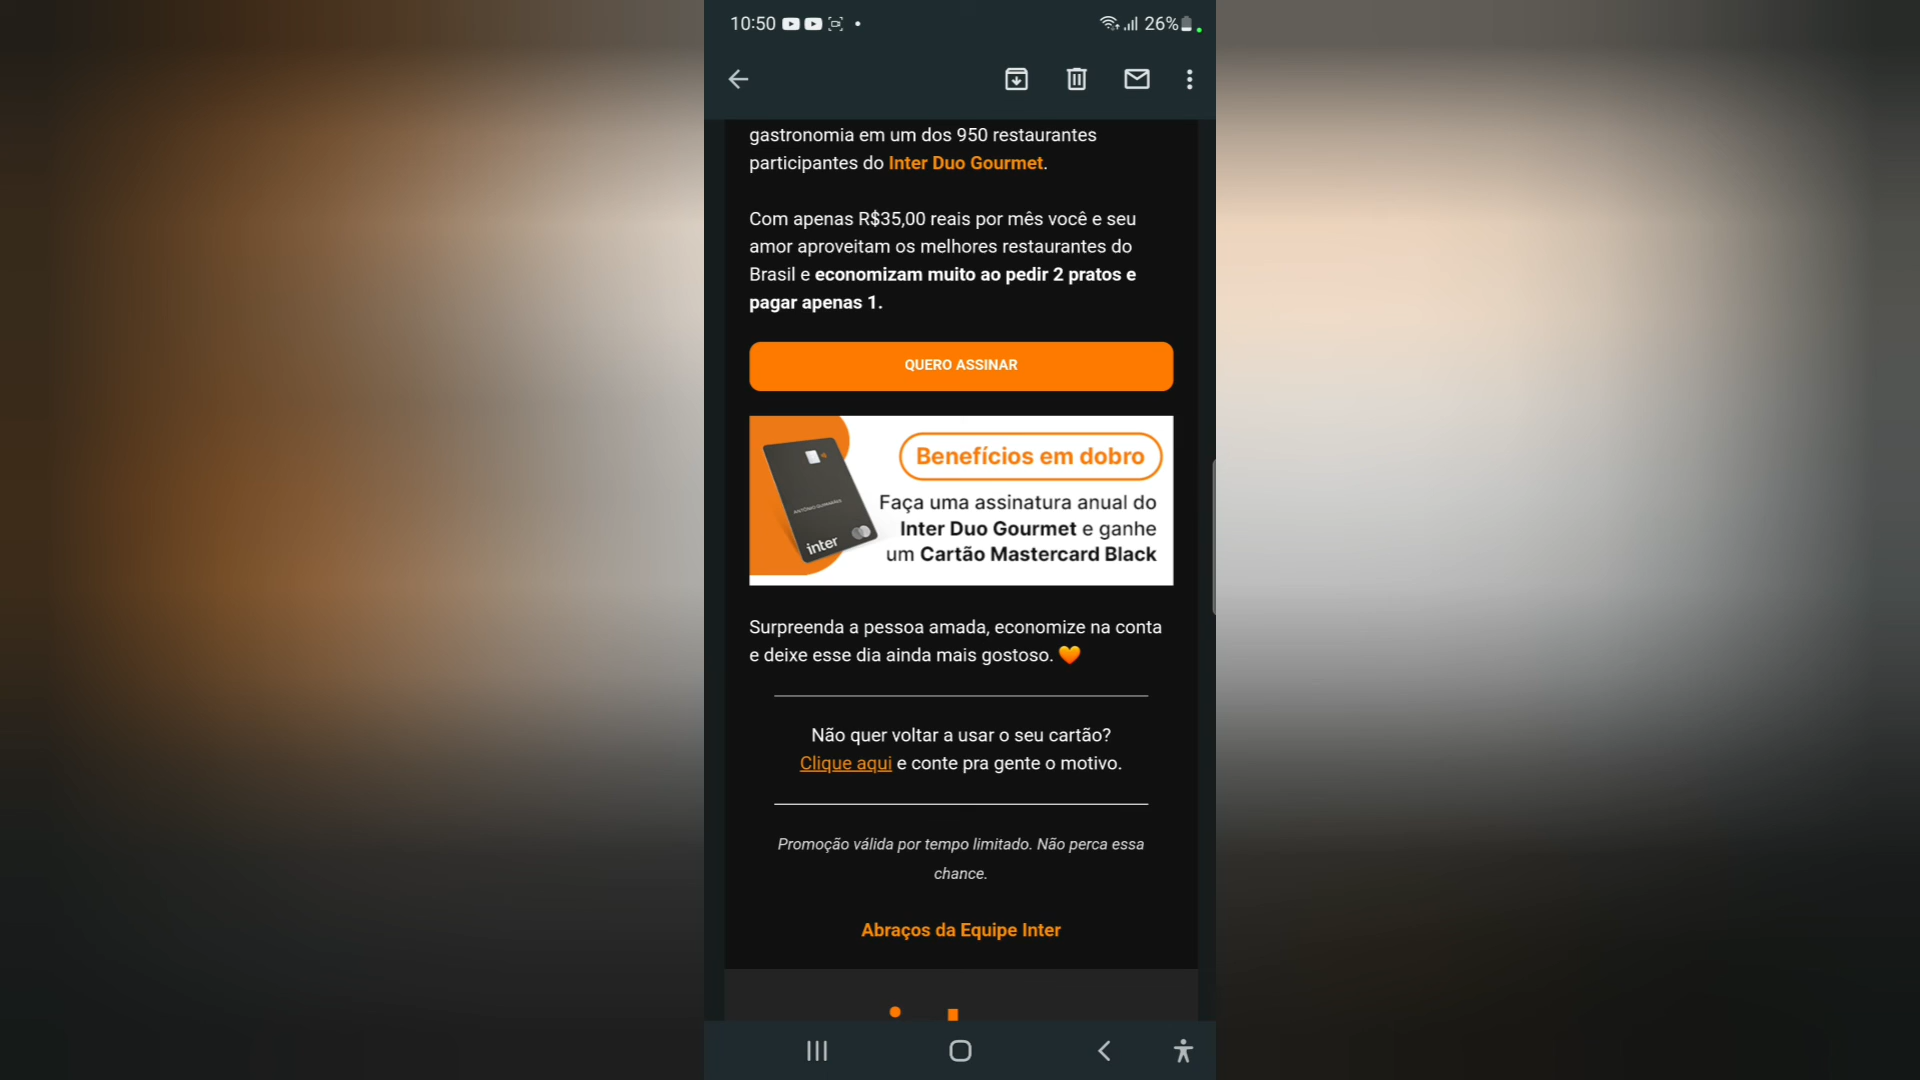 10:50
26%
gastronomia em um dos 950 restaurantes
participantes do Inter Duo Gourmet.
Com apenas R$35,00 reais por mês você e seu
amor aproveitam os melhores restaurantes do
Brasil e economizam muito ao pedir 2 pratos e
pagar apenas 1.
QUERO ASSINAR
Benefícios em dobro
Faça uma assinatura anual do
Inter Duo Gourmet e ganhe
um Cartão Mastercard Black
inter
Surpreenda a pessoa amada, economize na conta
e deixe esse dia ainda mais gostoso. 🧡
Não quer voltar a usar o seu cartão?
Clique aqui e conte pra gente o motivo.
Promoção válida por tempo limitado. Não perca essa
chance.
Abraços da Equipe Inter